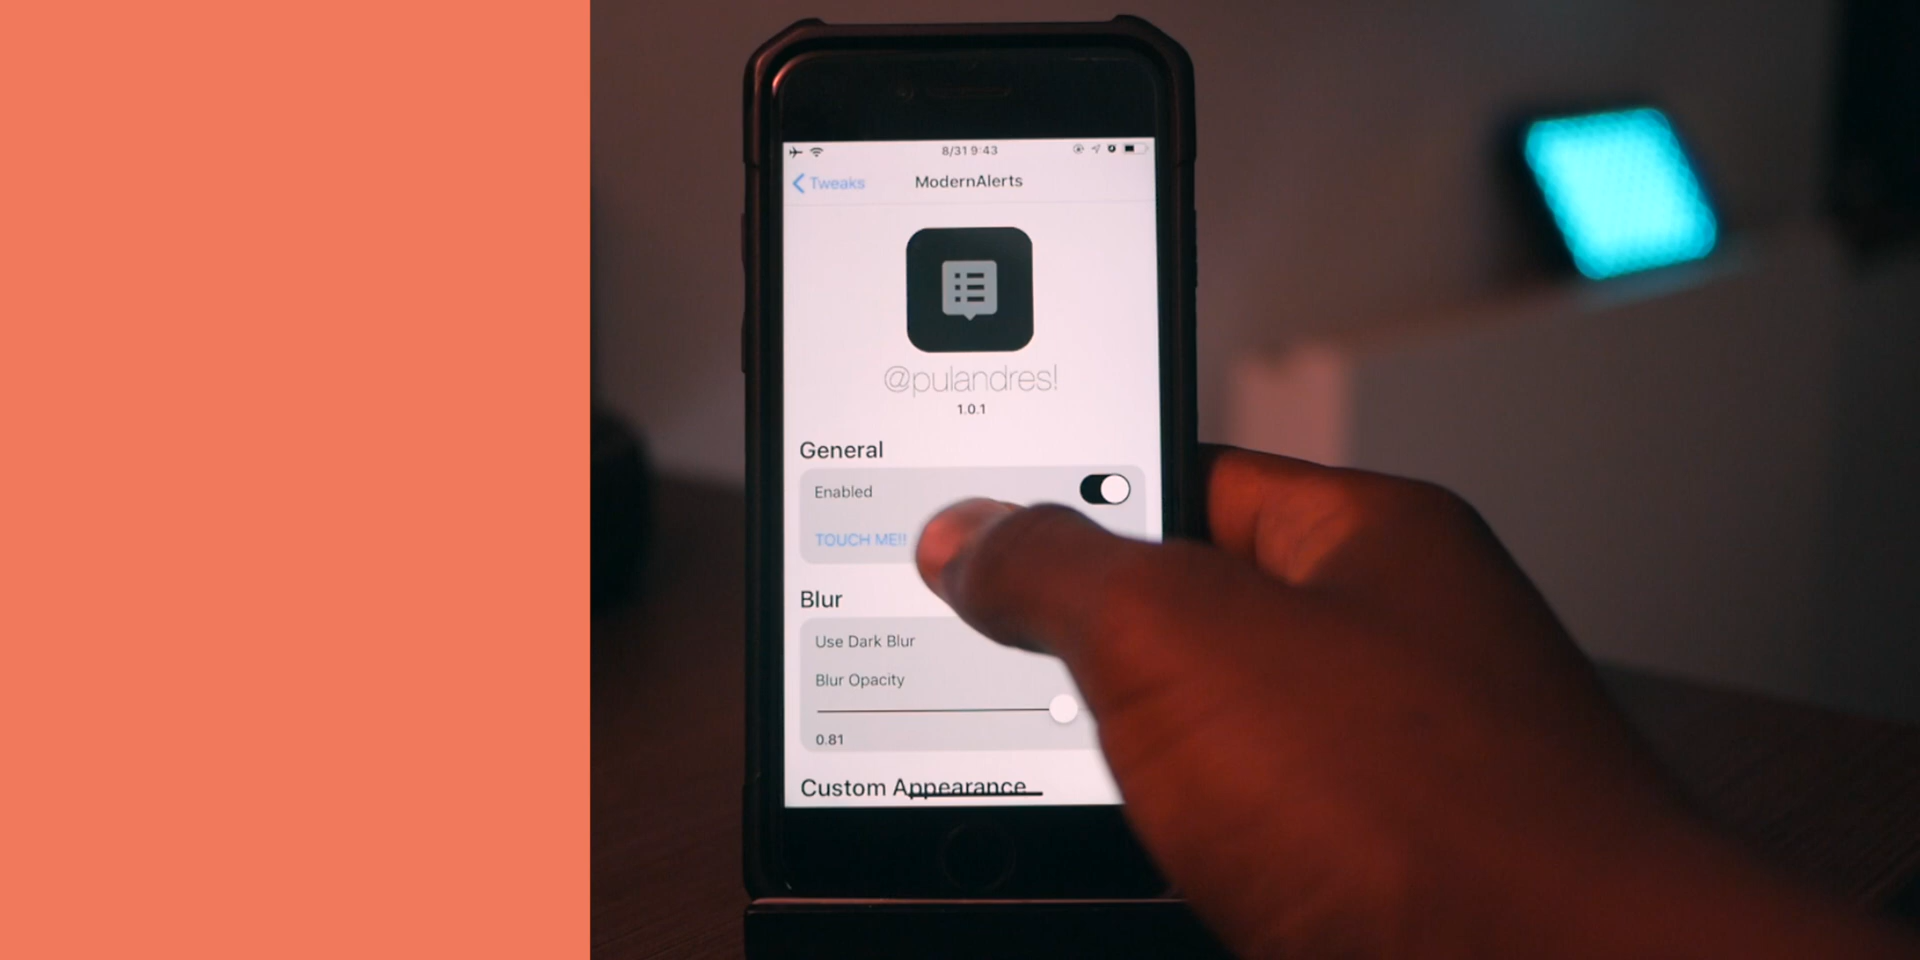 8/31 9:43
Tweaks
ModernAlerts
@pulandres!
1.0.1
General
Enabled
TOUCH ME!!
Blur
Use Dark Blur
Blur Opacity
0.81
Custom Appearance